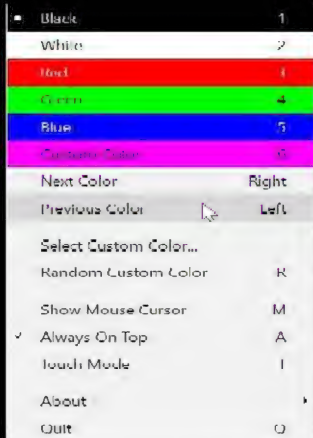 Black 1
White 2
Red 3
Green 4
Blue 5
Custom Color 6
Next Color Right
Previous Color Left
Select Custom Color...
Random Custom Color R
Show Mouse Cursor M
Always On Top A
Touch Mode T
About
Quit Q